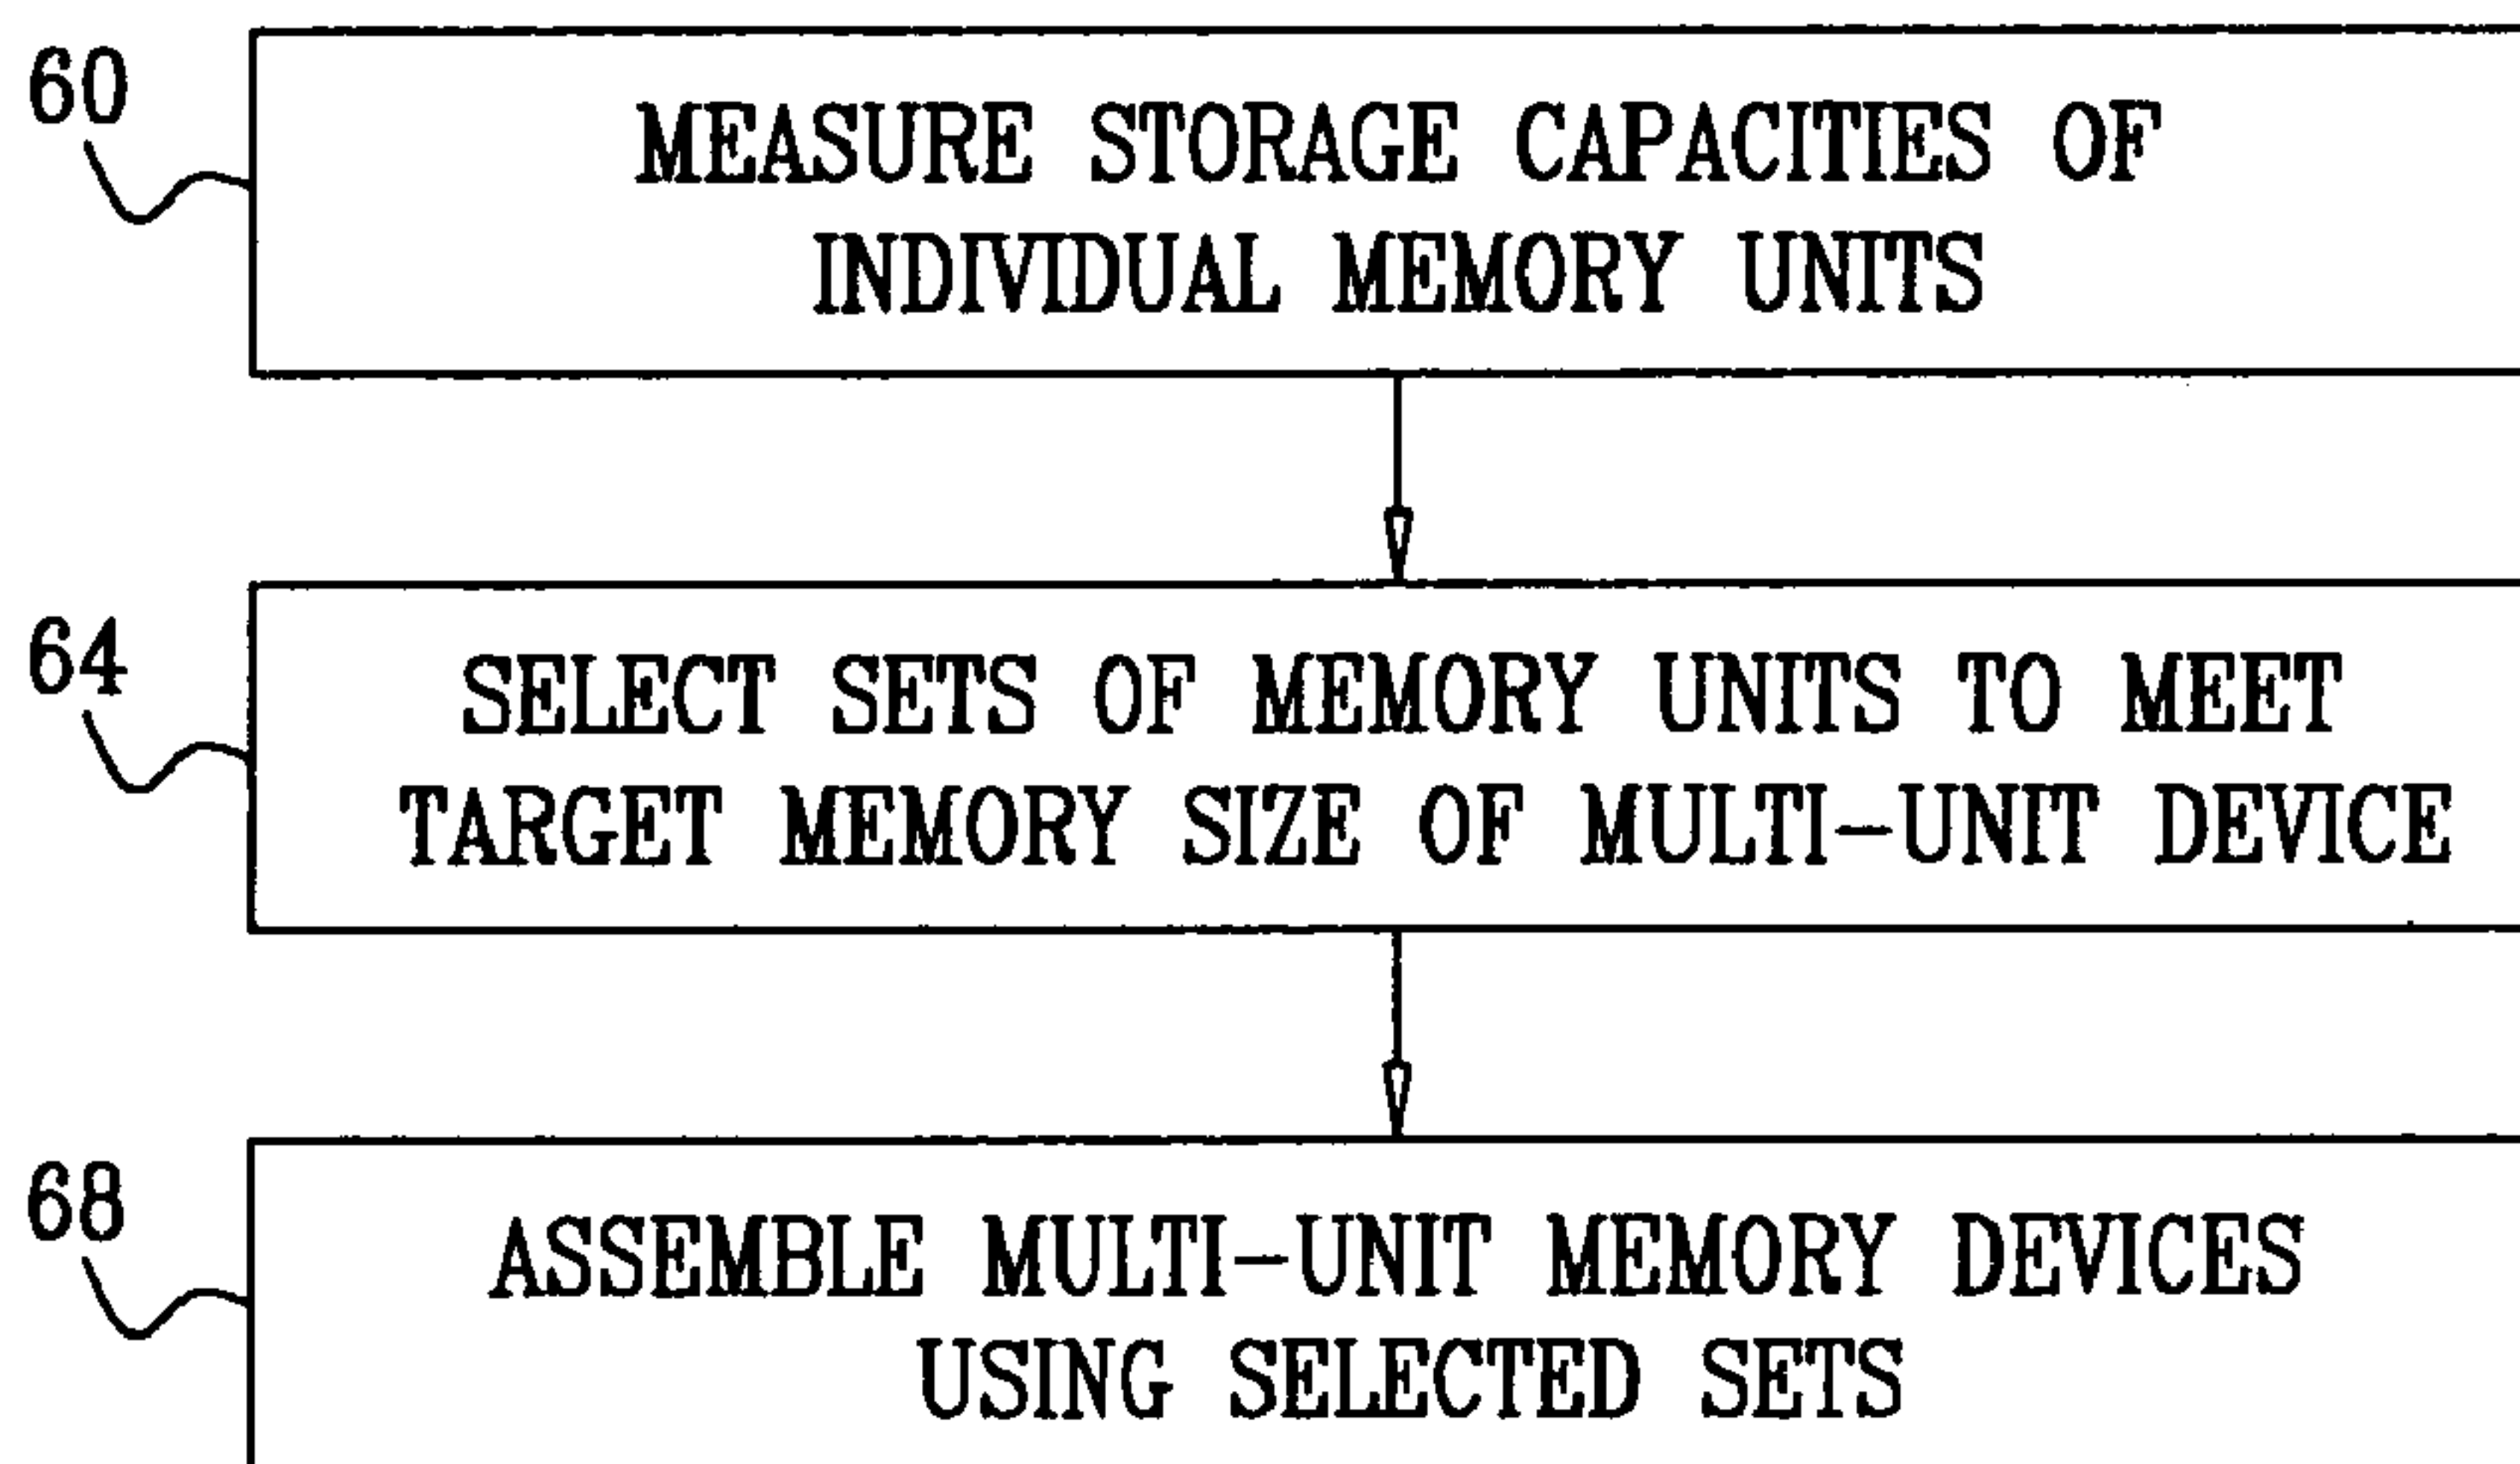 60
MEASURE STORAGE CAPACITIES OF
INDIVIDUAL MEMORY UNITS
64
SELECT SETS OF MEMORY UNITS TO MEET
TARGET MEMORY SIZE OF MULTI-UNIT DEVICE
68
ASSEMBLE MULTI-UNIT MEMORY DEVICES
USING SELECTED SETS